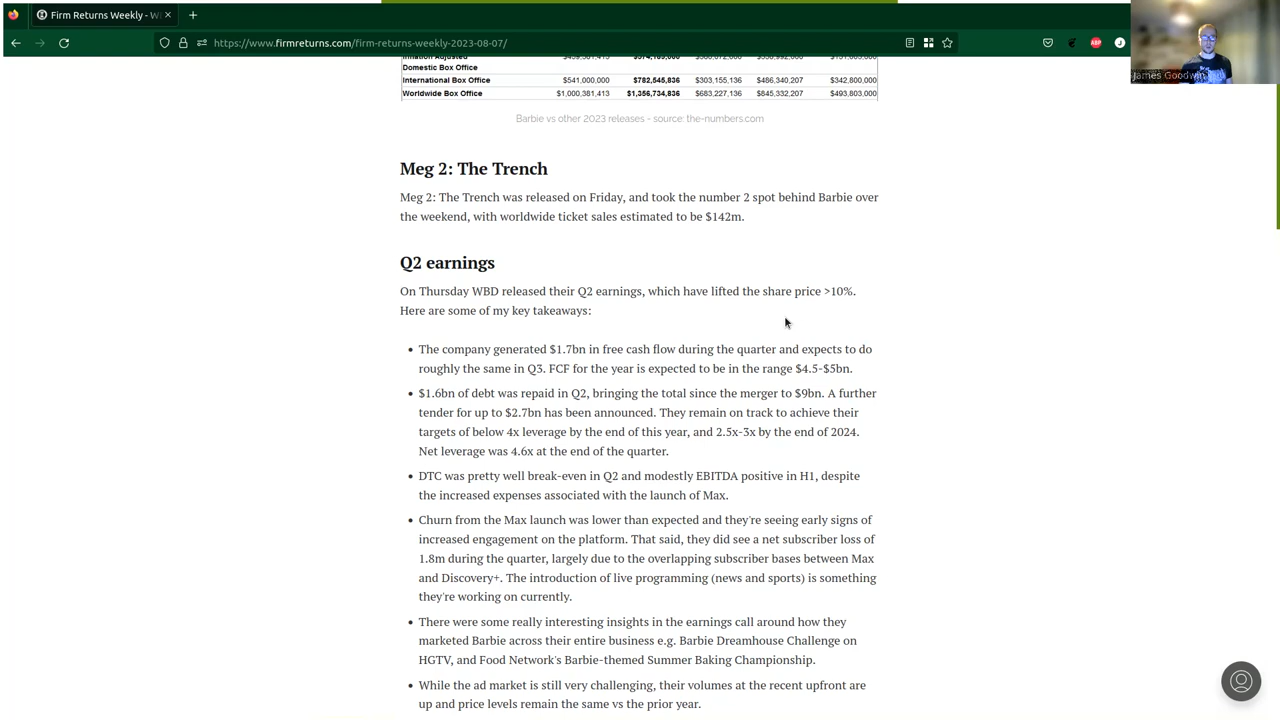 Firm Returns Weekly - W
https://www.firmreturns.com/firm-returns-weekly-2023-08-07/
ABP
J
James Goodwin
Domestic Box Office
International Box Office $541,000,000 $782,545,836 $303,155,136 $486,340,207 $342,800,000
Worldwide Box Office $1,000,381,413 $1,356,734,836 $683,227,136 $845,332,207 $493,803,000
Barbie vs other 2023 releases - source: the-numbers.com
Meg 2: The Trench
Meg 2: The Trench was released on Friday, and took the number 2 spot behind Barbie over
the weekend, with worldwide ticket sales estimated to be $142m.
Q2 earnings
On Thursday WBD released their Q2 earnings, which have lifted the share price >10%.
Here are some of my key takeaways:
• The company generated $1.7bn in free cash flow during the quarter and expects to do
roughly the same in Q3. FCF for the year is expected to be in the range $4.5-$5bn.
• $1.6bn of debt was repaid in Q2, bringing the total since the merger to $9bn. A further
tender for up to $2.7bn has been announced. They remain on track to achieve their
targets of below 4x leverage by the end of this year, and 2.5x-3x by the end of 2024.
Net leverage was 4.6x at the end of the quarter.
• DTC was pretty well break-even in Q2 and modestly EBITDA positive in H1, despite
the increased expenses associated with the launch of Max.
• Churn from the Max launch was lower than expected and they're seeing early signs of
increased engagement on the platform. That said, they did see a net subscriber loss of
1.8m during the quarter, largely due to the overlapping subscriber bases between Max
and Discovery+. The introduction of live programming (news and sports) is something
they're working on currently.
• There were some really interesting insights in the earnings call around how they
marketed Barbie across their entire business e.g. Barbie Dreamhouse Challenge on
HGTV, and Food Network's Barbie-themed Summer Baking Championship.
• While the ad market is still very challenging, their volumes at the recent upfront are
up and price levels remain the same vs the prior year.